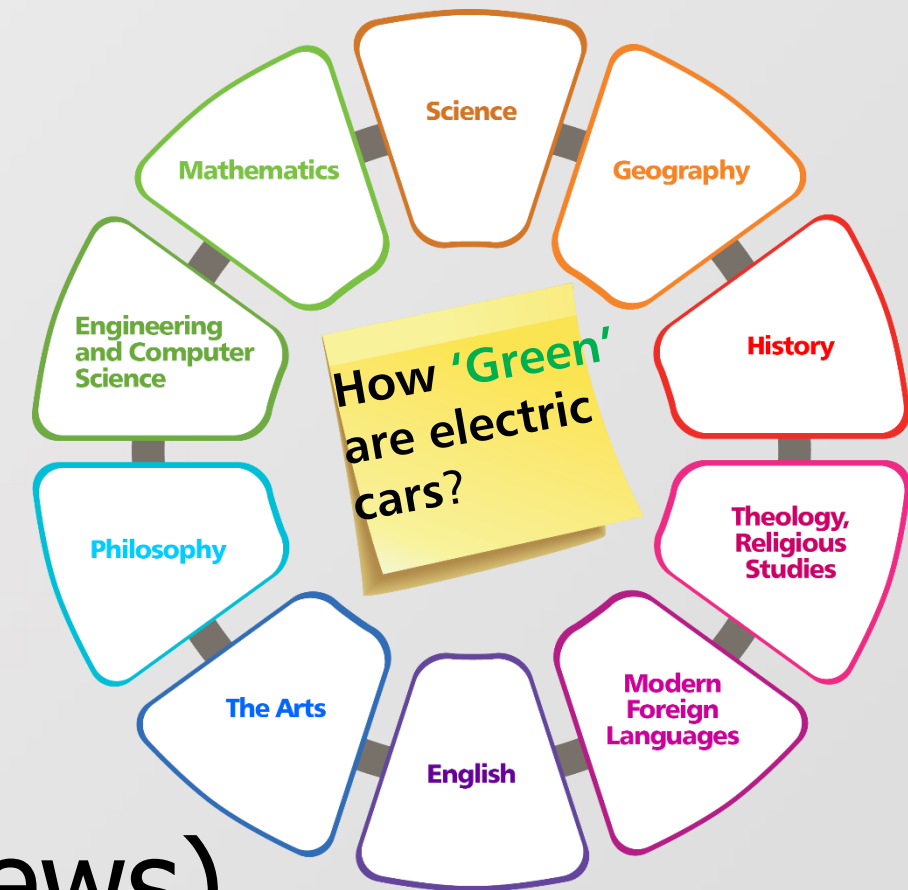 Science
Mathematics
Geography
Engineering
and Computer
Science
History
How ‘Green’
are electric
cars?
Philosophy
Theology,
Religious
Studies
The Arts
Modern
Foreign
Languages
English
ews)